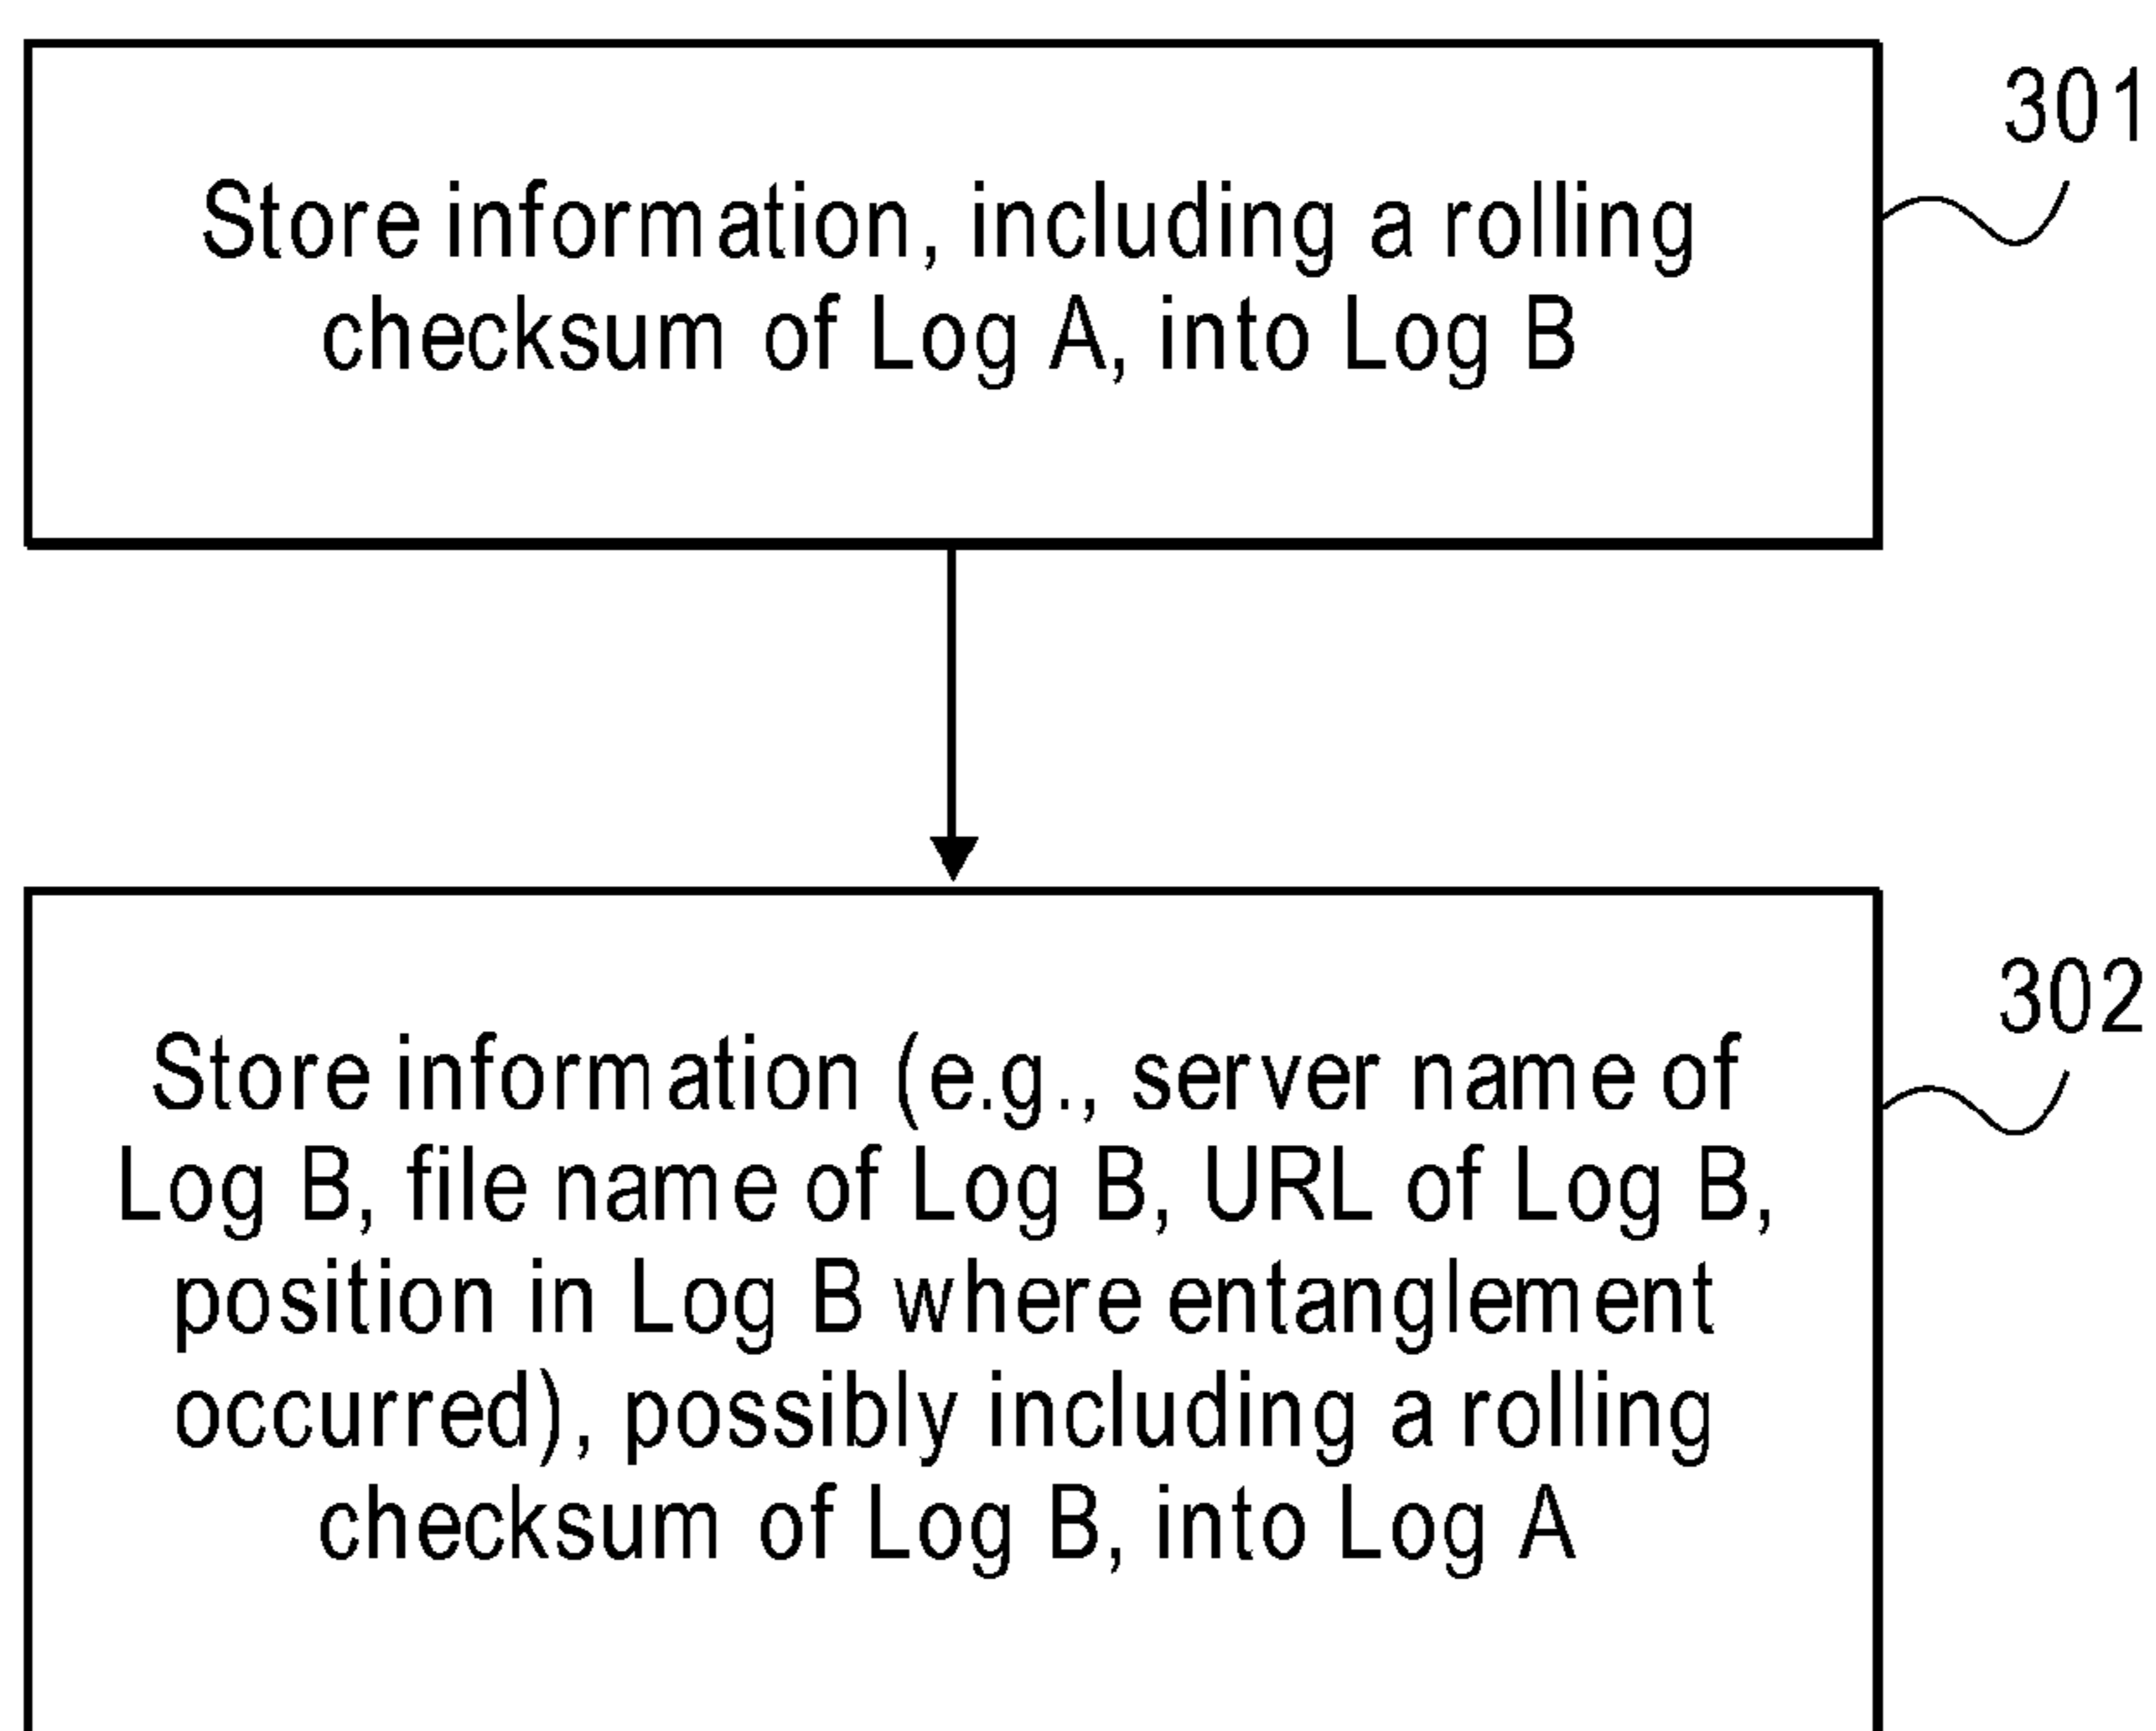 301
Store information, including a rolling
checksum of Log A, into Log B
302
Store information (e.g., server name of
Log B, file name of Log B, URL of Log B,
position in Log B where entanglement
occurred), possibly including a rolling
checksum of Log B, into Log A